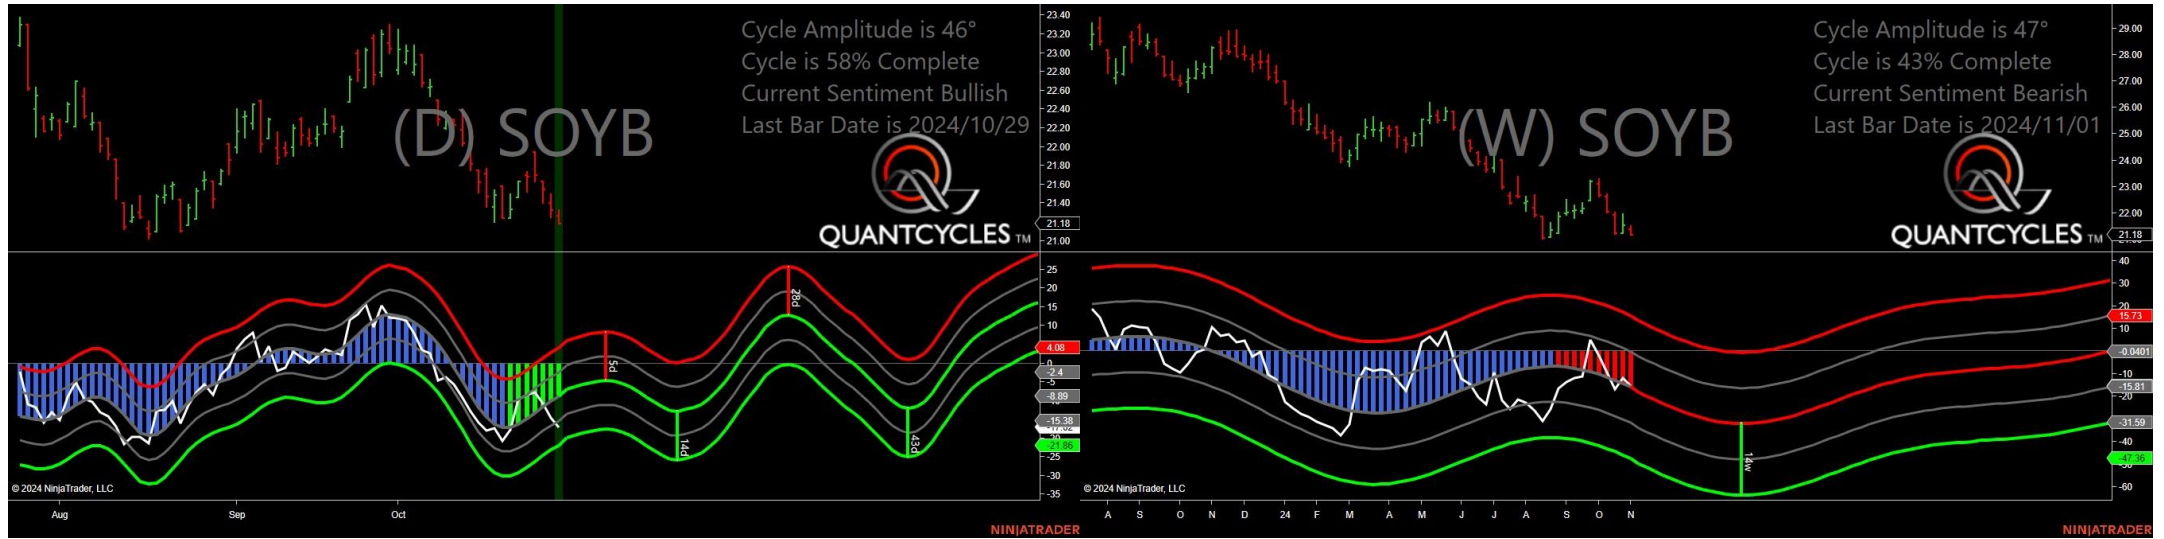 Cycle Amplitude is 46°
Cycle is 58% Complete
Current Sentiment Bullish
Last Bar Date is 2024/10/29
(D) SOYB
QUANTCYCLES TM
23.40
23.20
23.00
22.80
22.60
22.40
22.20
22.00
21.80
21.60
21.40
21.18
21.00
25
20
15
10
4.08
0
-2.4
-5
-8.89
-15.38
-21.86
-25
-30
-35
5d
14d
28d
43d
© 2024 NinjaTrader, LLC
Aug Sep Oct
NINJATRADER
Cycle Amplitude is 47°
Cycle is 43% Complete
Current Sentiment Bearish
Last Bar Date is 2024/11/01
(W) SOYB
QUANTCYCLES TM
29.00
28.00
27.00
26.00
25.00
24.00
23.00
22.00
21.18
40
30
20
15.73
10
-0.0401
-10
-15.81
-20
-31.59
-40
-47.36
-60
14w
© 2024 NinjaTrader, LLC
A S O N D 24 F M A M J J A S O N
NINJATRADER